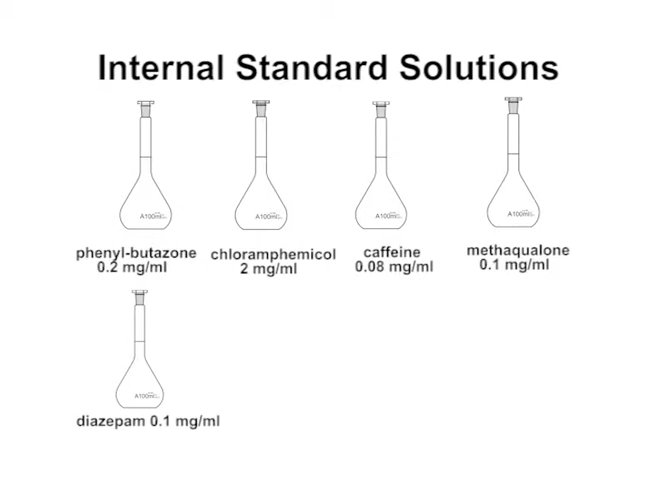 Internal Standard Solutions
A100ml
A100ml
A100ml
A100ml
phenyl-butazone
0.2 mg/ml
chloramphemicol
2 mg/ml
caffeine
0.08 mg/ml
methaqualone
0.1 mg/ml
A100ml
diazepam 0.1 mg/ml